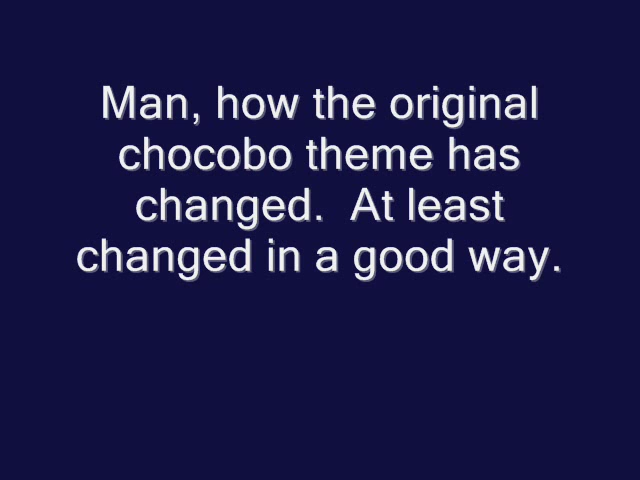 Man, how the original
chocobo theme has
changed.  At least
changed in a good way.